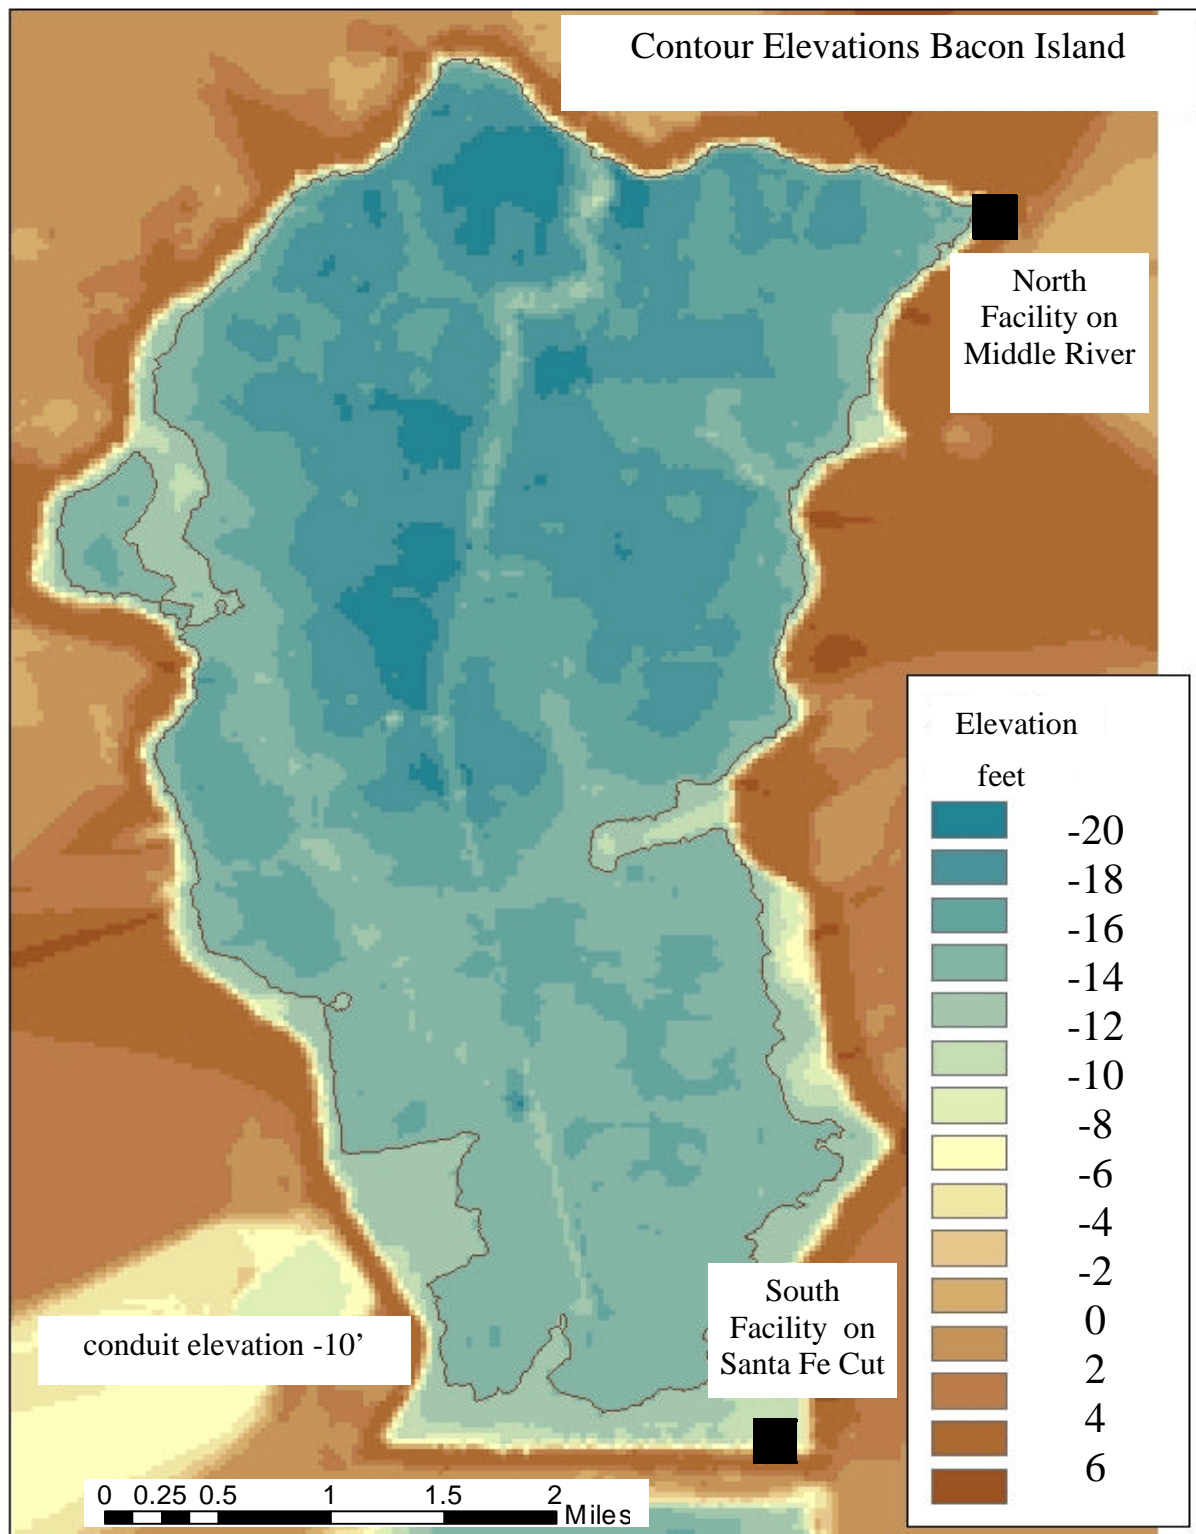 Contour Elevations Bacon Island
North
Facility on
Middle River
Elevation
feet
-20
-18
-16
-14
-12
-10
-8
-6
-4
-2
0
2
4
6
South
Facility on
Santa Fe Cut
conduit elevation -10’
0 0.25 0.5 1 1.5 2
Miles